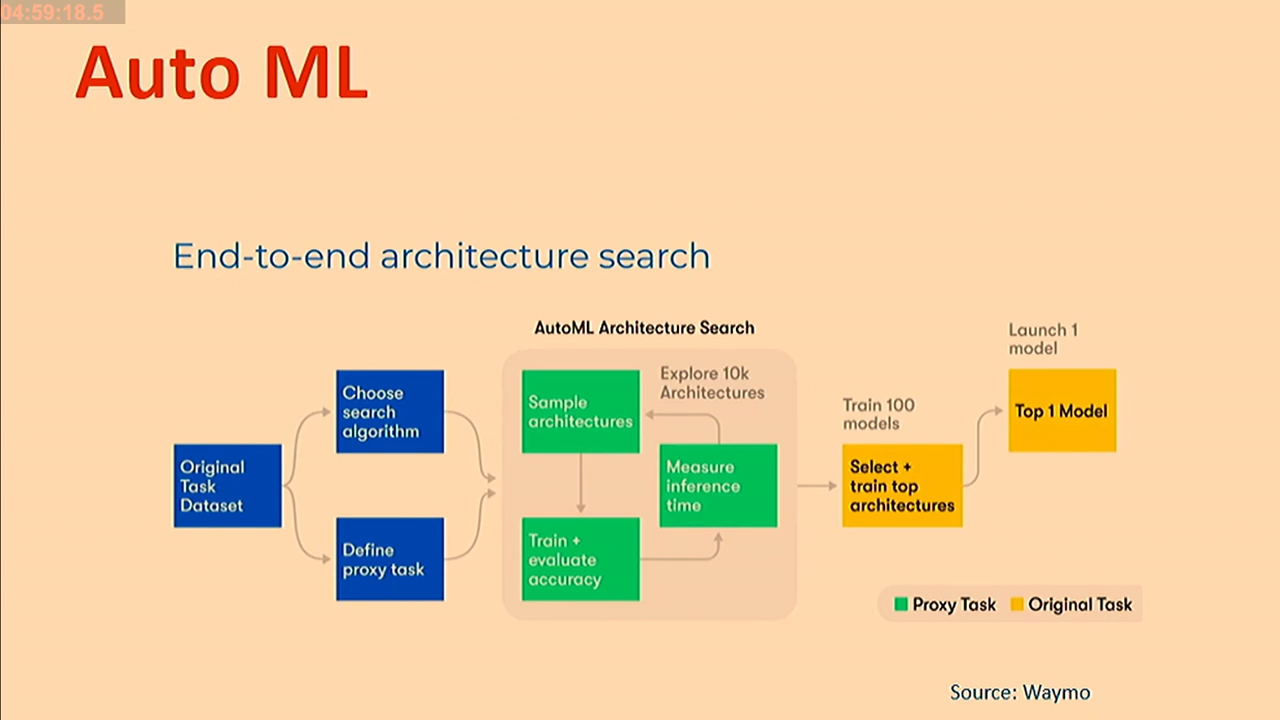 04:59:18.5
Auto ML
End-to-end architecture search
AutoML Architecture Search
Original
Task
Dataset
Choose
search
algorithm
Define
proxy task
Sample
architectures
Explore 10k
Architectures
Measure
inference
time
Train +
evaluate
accuracy
Train 100
models
Select +
train top
architectures
Launch 1
model
Top 1 Model
Proxy Task
Original Task
Source: Waymo